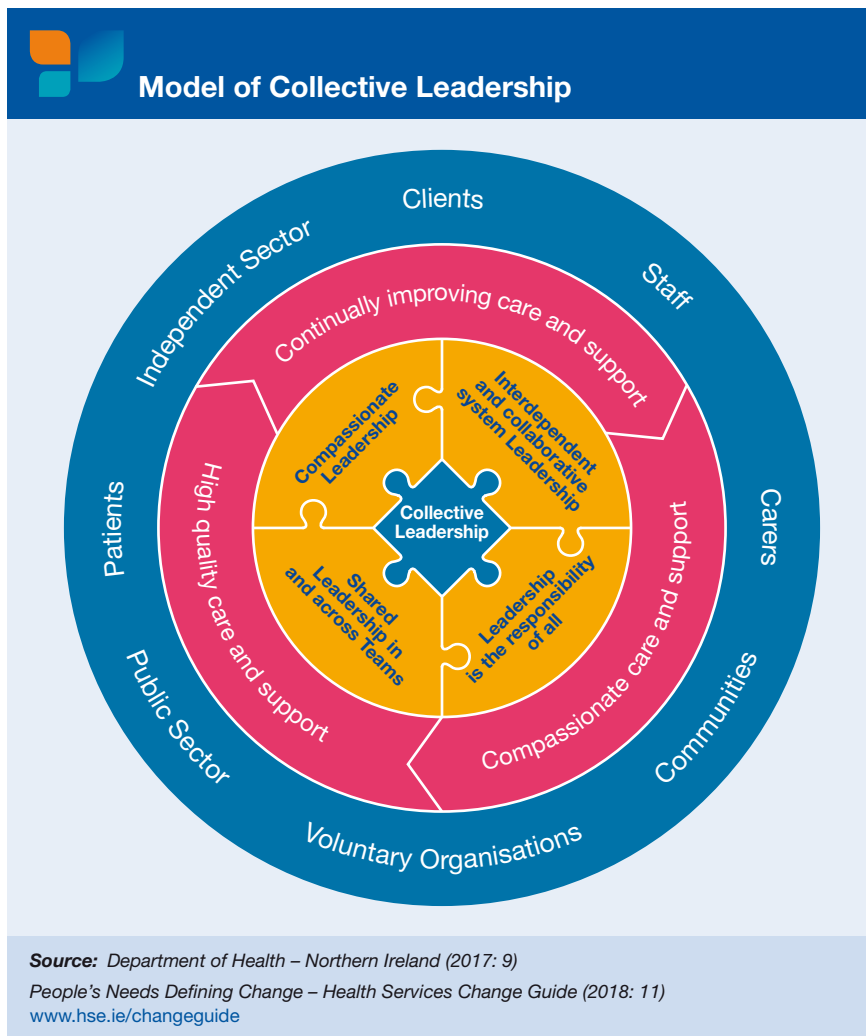 Model of Collective Leadership
Clients
Staff
Carers
Communities
Voluntary Organisations
Public Sector
Patients
Independent Sector
Continually improving care and support
Compassionate care and support
High quality care and support
Compassionate
Leadership
Interdependent
and collaborative
system Leadership
Collective
Leadership
Shared
Leadership in
and across Teams
Leadership
is the responsibility
of all
Source: Department of Health – Northern Ireland (2017: 9)
People’s Needs Defining Change – Health Services Change Guide (2018: 11)
www.hse.ie/changeguide